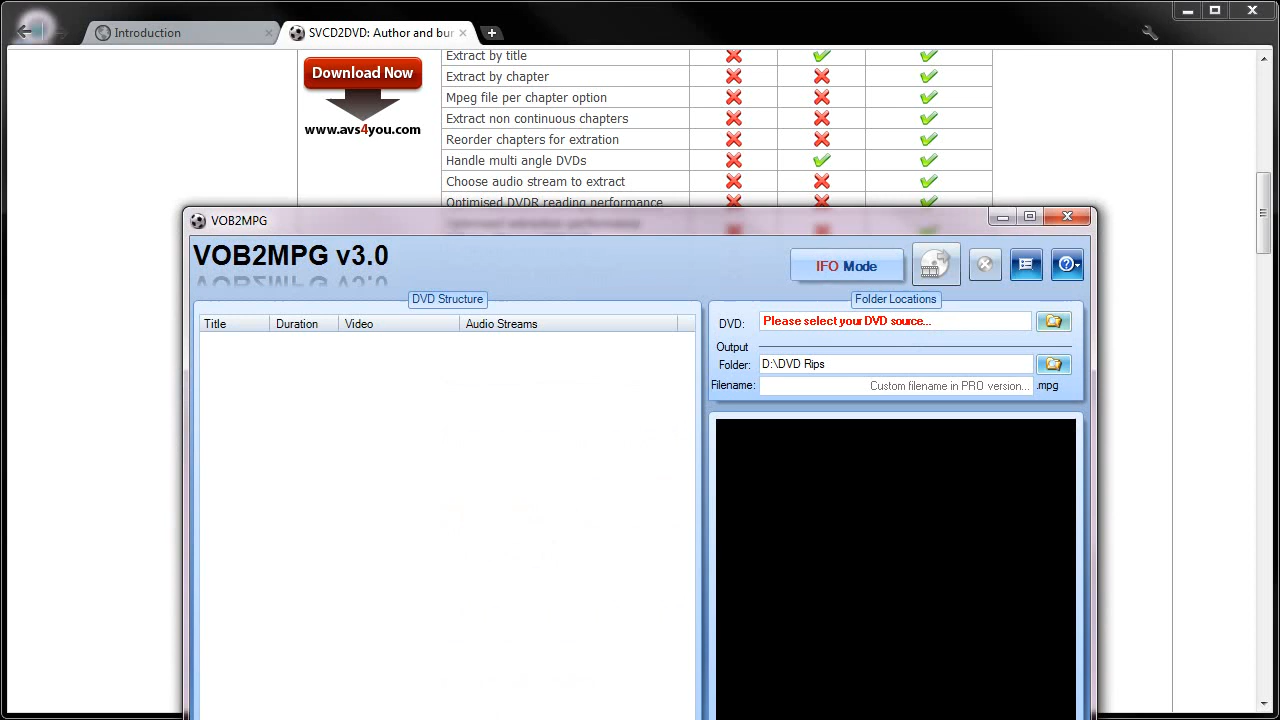 Introduction
SVCD2DVD: Author and bur
Extract by title
Extract by chapter
Mpeg file per chapter option
Extract non continuous chapters
Reorder chapters for extration
Handle multi angle DVDs
Choose audio stream to extract
Optimised DVDR reading performance
Download Now
www.avs4you.com
VOB2MPG
VOB2MPG v3.0
IFO Mode
DVD Structure
Title Duration Video Audio Streams
Folder Locations
DVD: Please select your DVD source...
Output
Folder: D:\DVD Rips
Filename: Custom filename in PRO version... .mpg